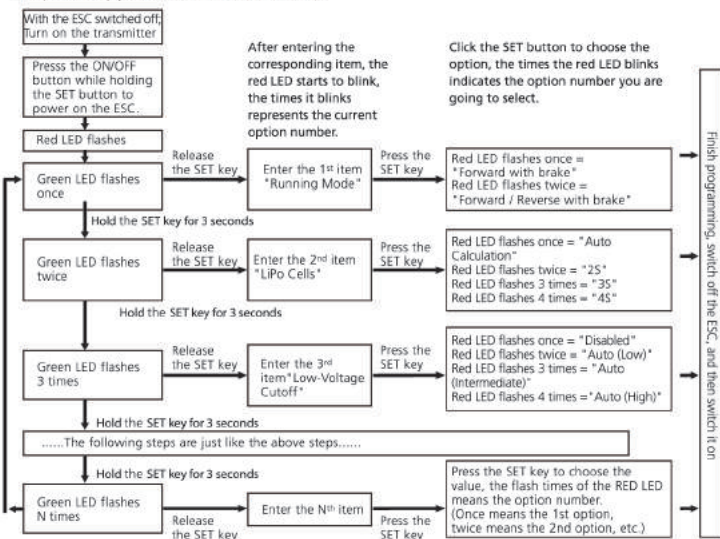 With the ESC switched off;
Turn on the transmitter
Presss the ON/OFF
button while holding
the SET button to
power on the ESC.
Red LED flashes
After entering the
corresponding item, the
red LED starts to blink,
the times it blinks
represents the current
option number.
Click the SET button to choose the
option, the times the red LED blinks
indicates the option number you are
going to select.
Green LED flashes
once
Release
the SET key
Enter the 1st item
"Running Mode"
Press the
SET key
Red LED flashes once =
"Forward with brake"
Red LED flashes twice =
"Forward / Reverse with brake"
Hold the SET key for 3 seconds
Green LED flashes
twice
Release
the SET key
Enter the 2nd item
"LiPo Cells"
Press the
SET key
Red LED flashes once = "Auto
Calculation"
Red LED flashes twice = "2S"
Red LED flashes 3 times = "3S"
Red LED flashes 4 times = "4S"
Hold the SET key for 3 seconds
Green LED flashes
3 times
Release
the SET key
Enter the 3rd
item"Low-Voltage
Cutoff"
Press the
SET key
Red LED flashes once = "Disabled"
Red LED flashes twice = "Auto (Low)"
Red LED flashes 3 times = "Auto
(Intermediate)"
Red LED flashes 4 times ="Auto (High)"
Hold the SET key for 3 seconds
......The following steps are just like the above steps......
Hold the SET key for 3 seconds
Green LED flashes
N times
Release
the SET key
Enter the Nth item
Press the
SET key
Press the SET key to choose the
value, the flash times of the RED LED
means the option number.
(Once means the 1st option,
twice means the 2nd option, etc.)
Finish programming, switch off the ESC, and then switch it on